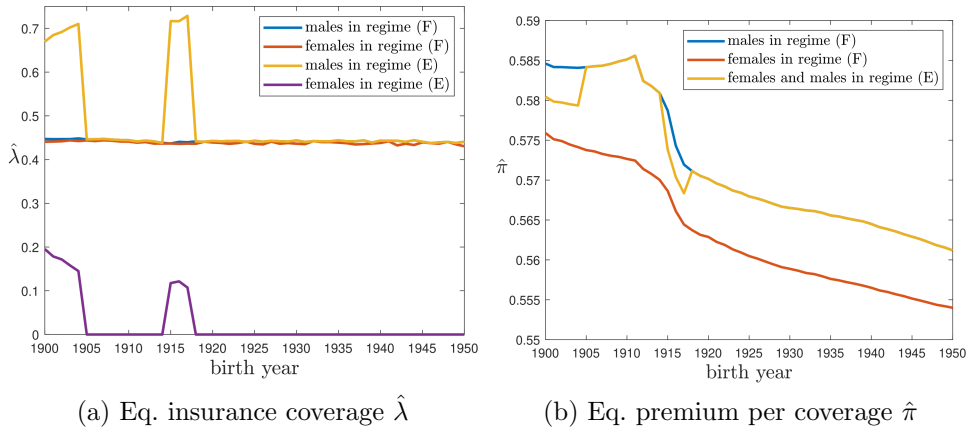 0.7
0.6
0.5
0.4
0.3
0.2
0.1
0
λ̂
males in regime (F)
females in regime (F)
males in regime (E)
females in regime (E)
1900 1905 1910 1915 1920 1925 1930 1935 1940 1945 1950
birth year
(a) Eq. insurance coverage λ̂
0.59
0.585
0.58
0.575
0.57
0.565
0.56
0.555
0.55
π̂
males in regime (F)
females in regime (F)
females and males in regime (E)
1900 1905 1910 1915 1920 1925 1930 1935 1940 1945 1950
birth year
(b) Eq. premium per coverage π̂